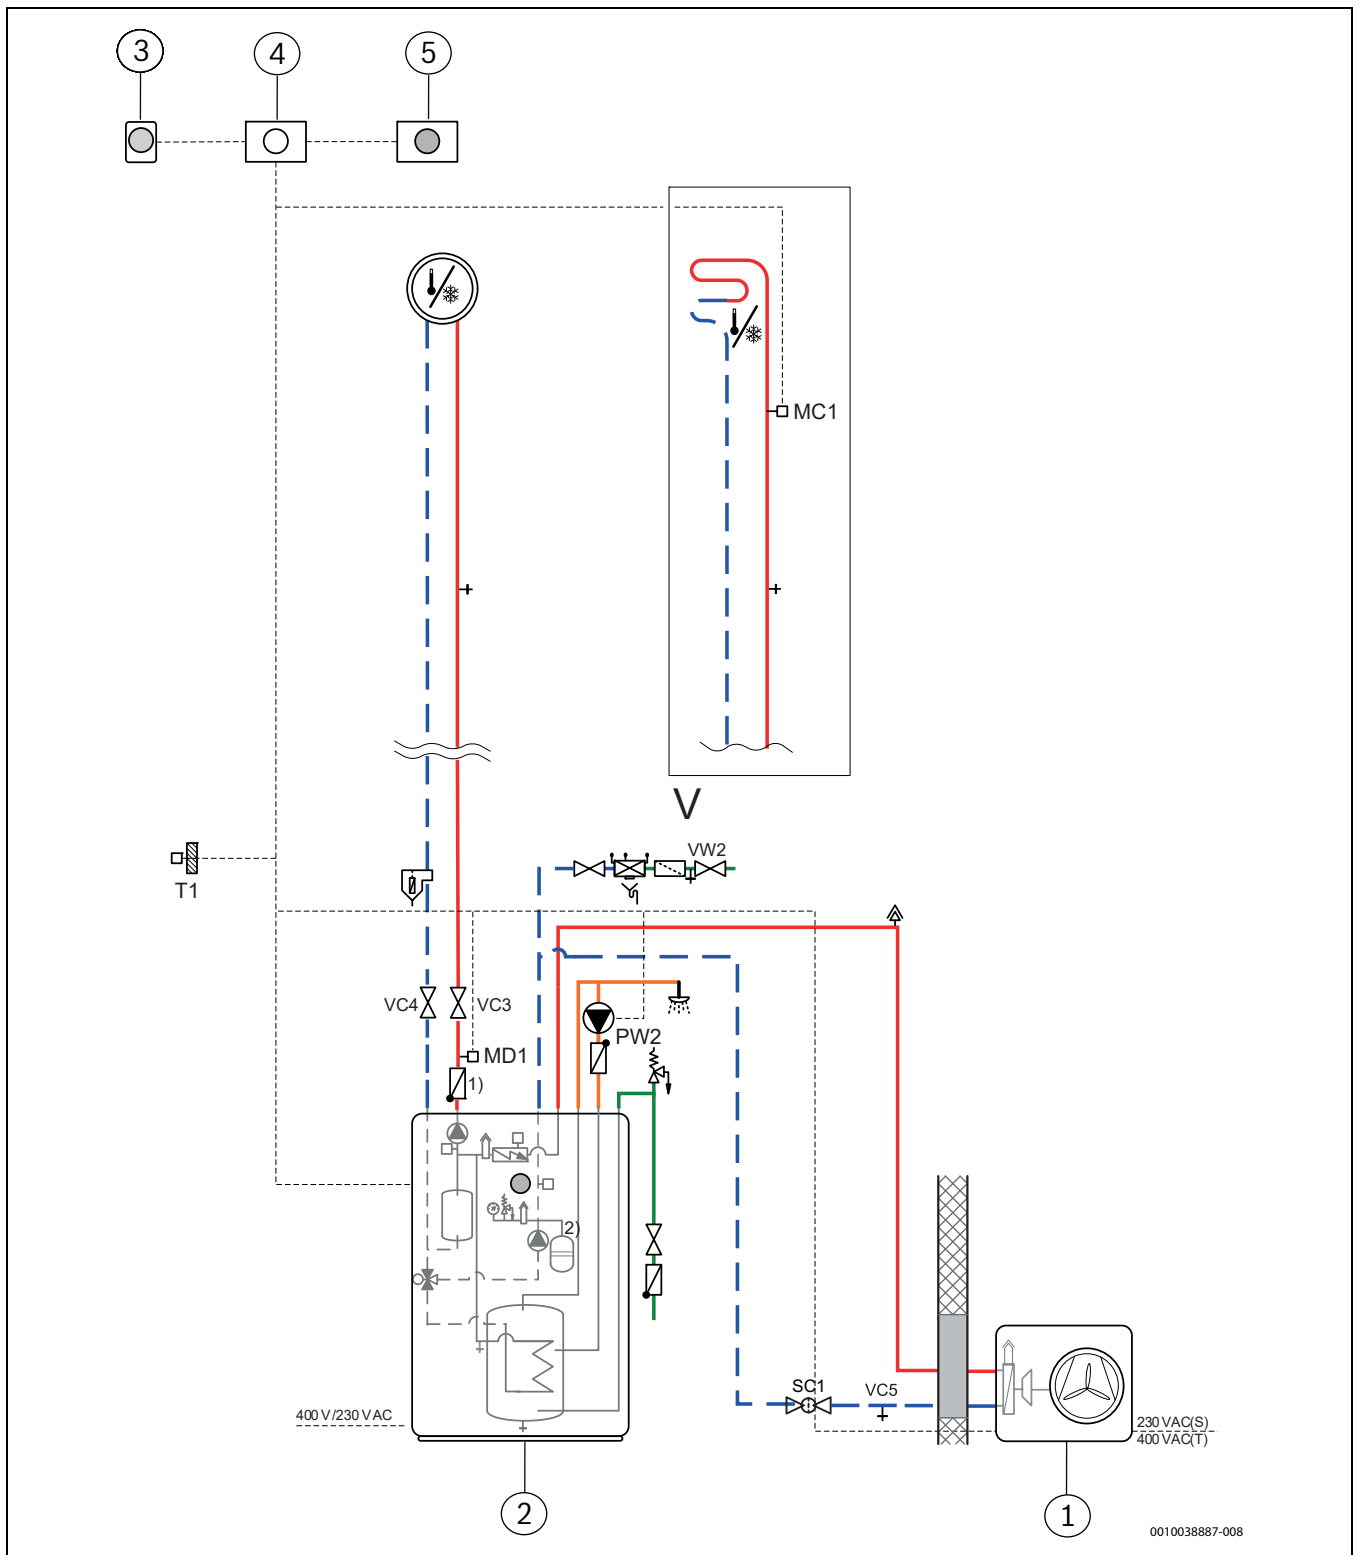 3
4
5
MC1
V
VW2
T1
VC4
VC3
PW2
MD1
1)
2)
SC1
VC5
400 V/230 VAC
230 VAC(S)
400 VAC(T)
2
1
0010038887-008